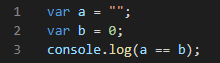 1 var a = "";
2 var b = 0;
3 console.log(a == b);